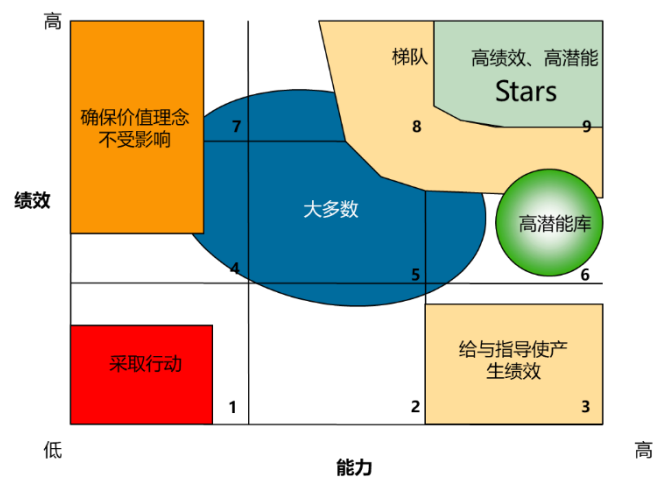 高
梯队
高绩效、高潜能
Stars
确保价值理念
不受影响
7
8
9
绩效
大多数
高潜能库
4
5
6
采取行动
给与指导使产
生绩效
1
2
3
低
高
能力